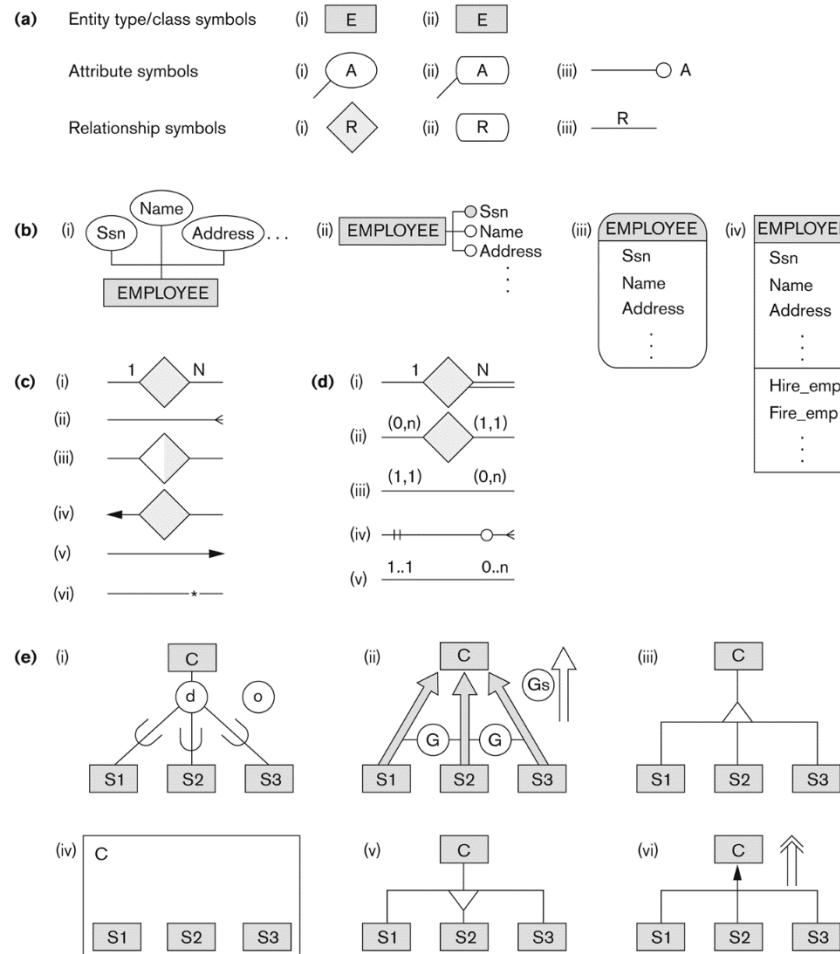 (a) Entity type/class symbols (i) E (ii) E
Attribute symbols (i) A (ii) A (iii) A
Relationship symbols (i) R (ii) R (iii) R
(b) (i) Ssn Name Address . . .
EMPLOYEE
(ii) EMPLOYEE Ssn
Name
Address
(iii) EMPLOYEE
Ssn
Name
Address
(iv) EMPLOYEE
Ssn
Name
Address
Hire_emp
Fire_emp
(c) (i) 1 N
(ii)
(iii)
(iv)
(v)
(vi) *
(d) (i) 1 N
(ii) (0,n) (1,1)
(iii) (1,1) (0,n)
(iv)
(v) 1..1 0..n
(e) (i) C
d o
S1 S2 S3
(ii) C
Gs
G G
S1 S2 S3
(iii) C
S1 S2 S3
(iv) C
S1 S2 S3
(v) C
S1 S2 S3
(vi) C
S1 S2 S3